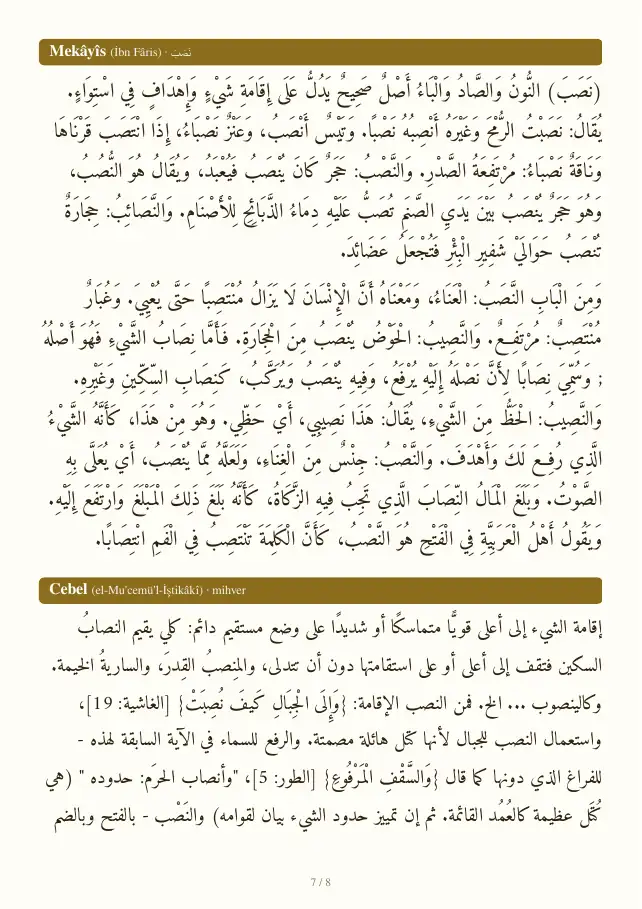 Mekâyîs (İbn Fâris) · نَصَبَ
(نَصَبَ) النُّونُ وَالصَّادُ وَالْبَاءُ أَصْلٌ صَحِيحٌ يَدُلُّ عَلَى إِقَامَةِ شَيْءٍ وَإِهْدَافٍ فِي اسْتِوَاءٍ.
يُقَالُ: نَصَبْتُ الرُّمْحَ وَغَيْرَهُ أَنْصِبُهُ نَصْبًا. وَتَيْسٌ أَنْصَبُ، وَعَنْزٌ نَصْبَاءُ، إِذَا انْتَصَبَ قَرْنَاهَا
وَنَاقَةٌ نَصْبَاءُ: مُرْتَفِعَةُ الصَّدْرِ. وَالنَّصْبُ: حَجَرٌ كَانَ يُنْصَبُ فَيُعْبَدُ، وَيُقَالُ هُوَ النُّصُبُ،
وَهُوَ حَجَرٌ يُنْصَبُ بَيْنَ يَدَيِ الصَّنَمِ تُصَبُّ عَلَيْهِ دِمَاءُ الذَّبَائِحِ لِلْأَصْنَامِ. وَالنَّصَائِبُ: حِجَارَةٌ
تُنْصَبُ حَوَالَيْ شَفِيرِ الْبِئْرِ فَتُجْعَلُ عَضَائِدَ.
وَمِنَ الْبَابِ النَّصَبُ: الْعَنَاءُ، وَمَعْنَاهُ أَنَّ الْإِنْسَانَ لَا يَزَالُ مُنْتَصِبًا حَتَّى يُعْيِيَ. وَغُبَارٌ
مُنْتَصِبٌ: مُرْتَفِعٌ. وَالنَّصِيبُ: الْحَوْضُ يُنْصَبُ مِنَ الْحِجَارَةِ. فَأَمَّا نِصَابُ الشَّيْءِ فَهُوَ أَصْلُهُ
; وَسُمِّيَ نِصَابًا لِأَنَّ نَصْلَهُ إِلَيْهِ يُرْفَعُ، وَفِيهِ يُنْصَبُ وَيُرَكَّبُ، كَنِصَابِ السِّكِّينِ وَغَيْرِهِ.
وَالنَّصِيبُ: الْحَظُّ مِنَ الشَّيْءِ، يُقَالُ: هَذَا نَصِيبِي، أَيْ حَظِّي. وَهُوَ مِنْ هَذَا، كَأَنَّهُ الشَّيْءُ
الَّذِي رُفِعَ لَكَ وَأَهْدَفَ. وَالنَّصْبُ: جِنْسٌ مِنَ الْغِنَاءِ، وَلَعَلَّهُ مِمَّا يُنْصَبُ، أَيْ يُعَلَّى بِهِ
الصَّوْتُ. وَبَلَغَ الْمَالُ النِّصَابَ الَّذِي تَجِبُ فِيهِ الزَّكَاةُ، كَأَنَّهُ بَلَغَ ذَلِكَ الْمَبْلَغَ وَارْتَفَعَ إِلَيْهِ.
وَيَقُولُ أَهْلُ الْعَرَبِيَّةِ فِي الْفَتْحِ هُوَ النَّصْبُ، كَأَنَّ الْكَلِمَةَ تَنْتَصِبُ فِي الْفَمِ انْتِصَابًا.
Cebel (el-Mu'cemü'l-İştikâkî) · mihver
إقامة الشيء إلى أعلى قويًّا متماسكًا أو شديدًا على وضع مستقيم دائم: كلي يقيم النصابُ
السكين فتقف إلى أعلى أو على استقامتها دون أن تتدلى، والمِنصبُ القِدرَ، والساريةُ الخيمة.
وكالينصوب ... الخ. فمن النصب الإقامة: {وَإِلَى الْجِبَالِ كَيْفَ نُصِبَتْ} [الغاشية: 19]،
واستعمال النصب للجبال لأنها كتل هائلة مصمتة. والرفع للسماء في الآية السابقة لهذه -
للفراغ الذي دونها كما قال {وَالسَّقْفِ الْمَرْفُوعِ} [الطور: 5]، "وأنصاب الحرَم: حدوده " (هي
كُتَل عظيمة كالعُمُد القائمة. ثم إن تمييز حدود الشيء بيان لقوامه) والنَصْب - بالفتح وبالضم
7 / 8